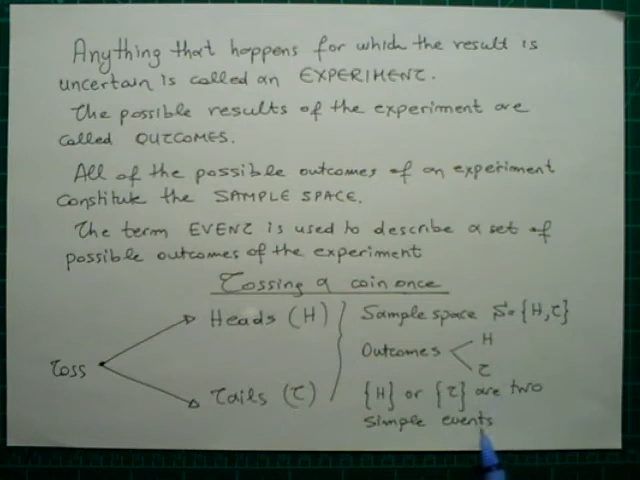 Anything that happens for which the result is
uncertain is called an EXPERIMENT.
The possible results of the experiment are
called OUTCOMES.
All of the possible outcomes of an experiment
constitute the SAMPLE SPACE.
The term EVENT is used to describe a set of
possible outcomes of the experiment
Tossing a coin once
Toss
Heads (H)
Tails (T)
Sample space S={H,T}
Outcomes
H
T
{H} or {T} are two
simple events